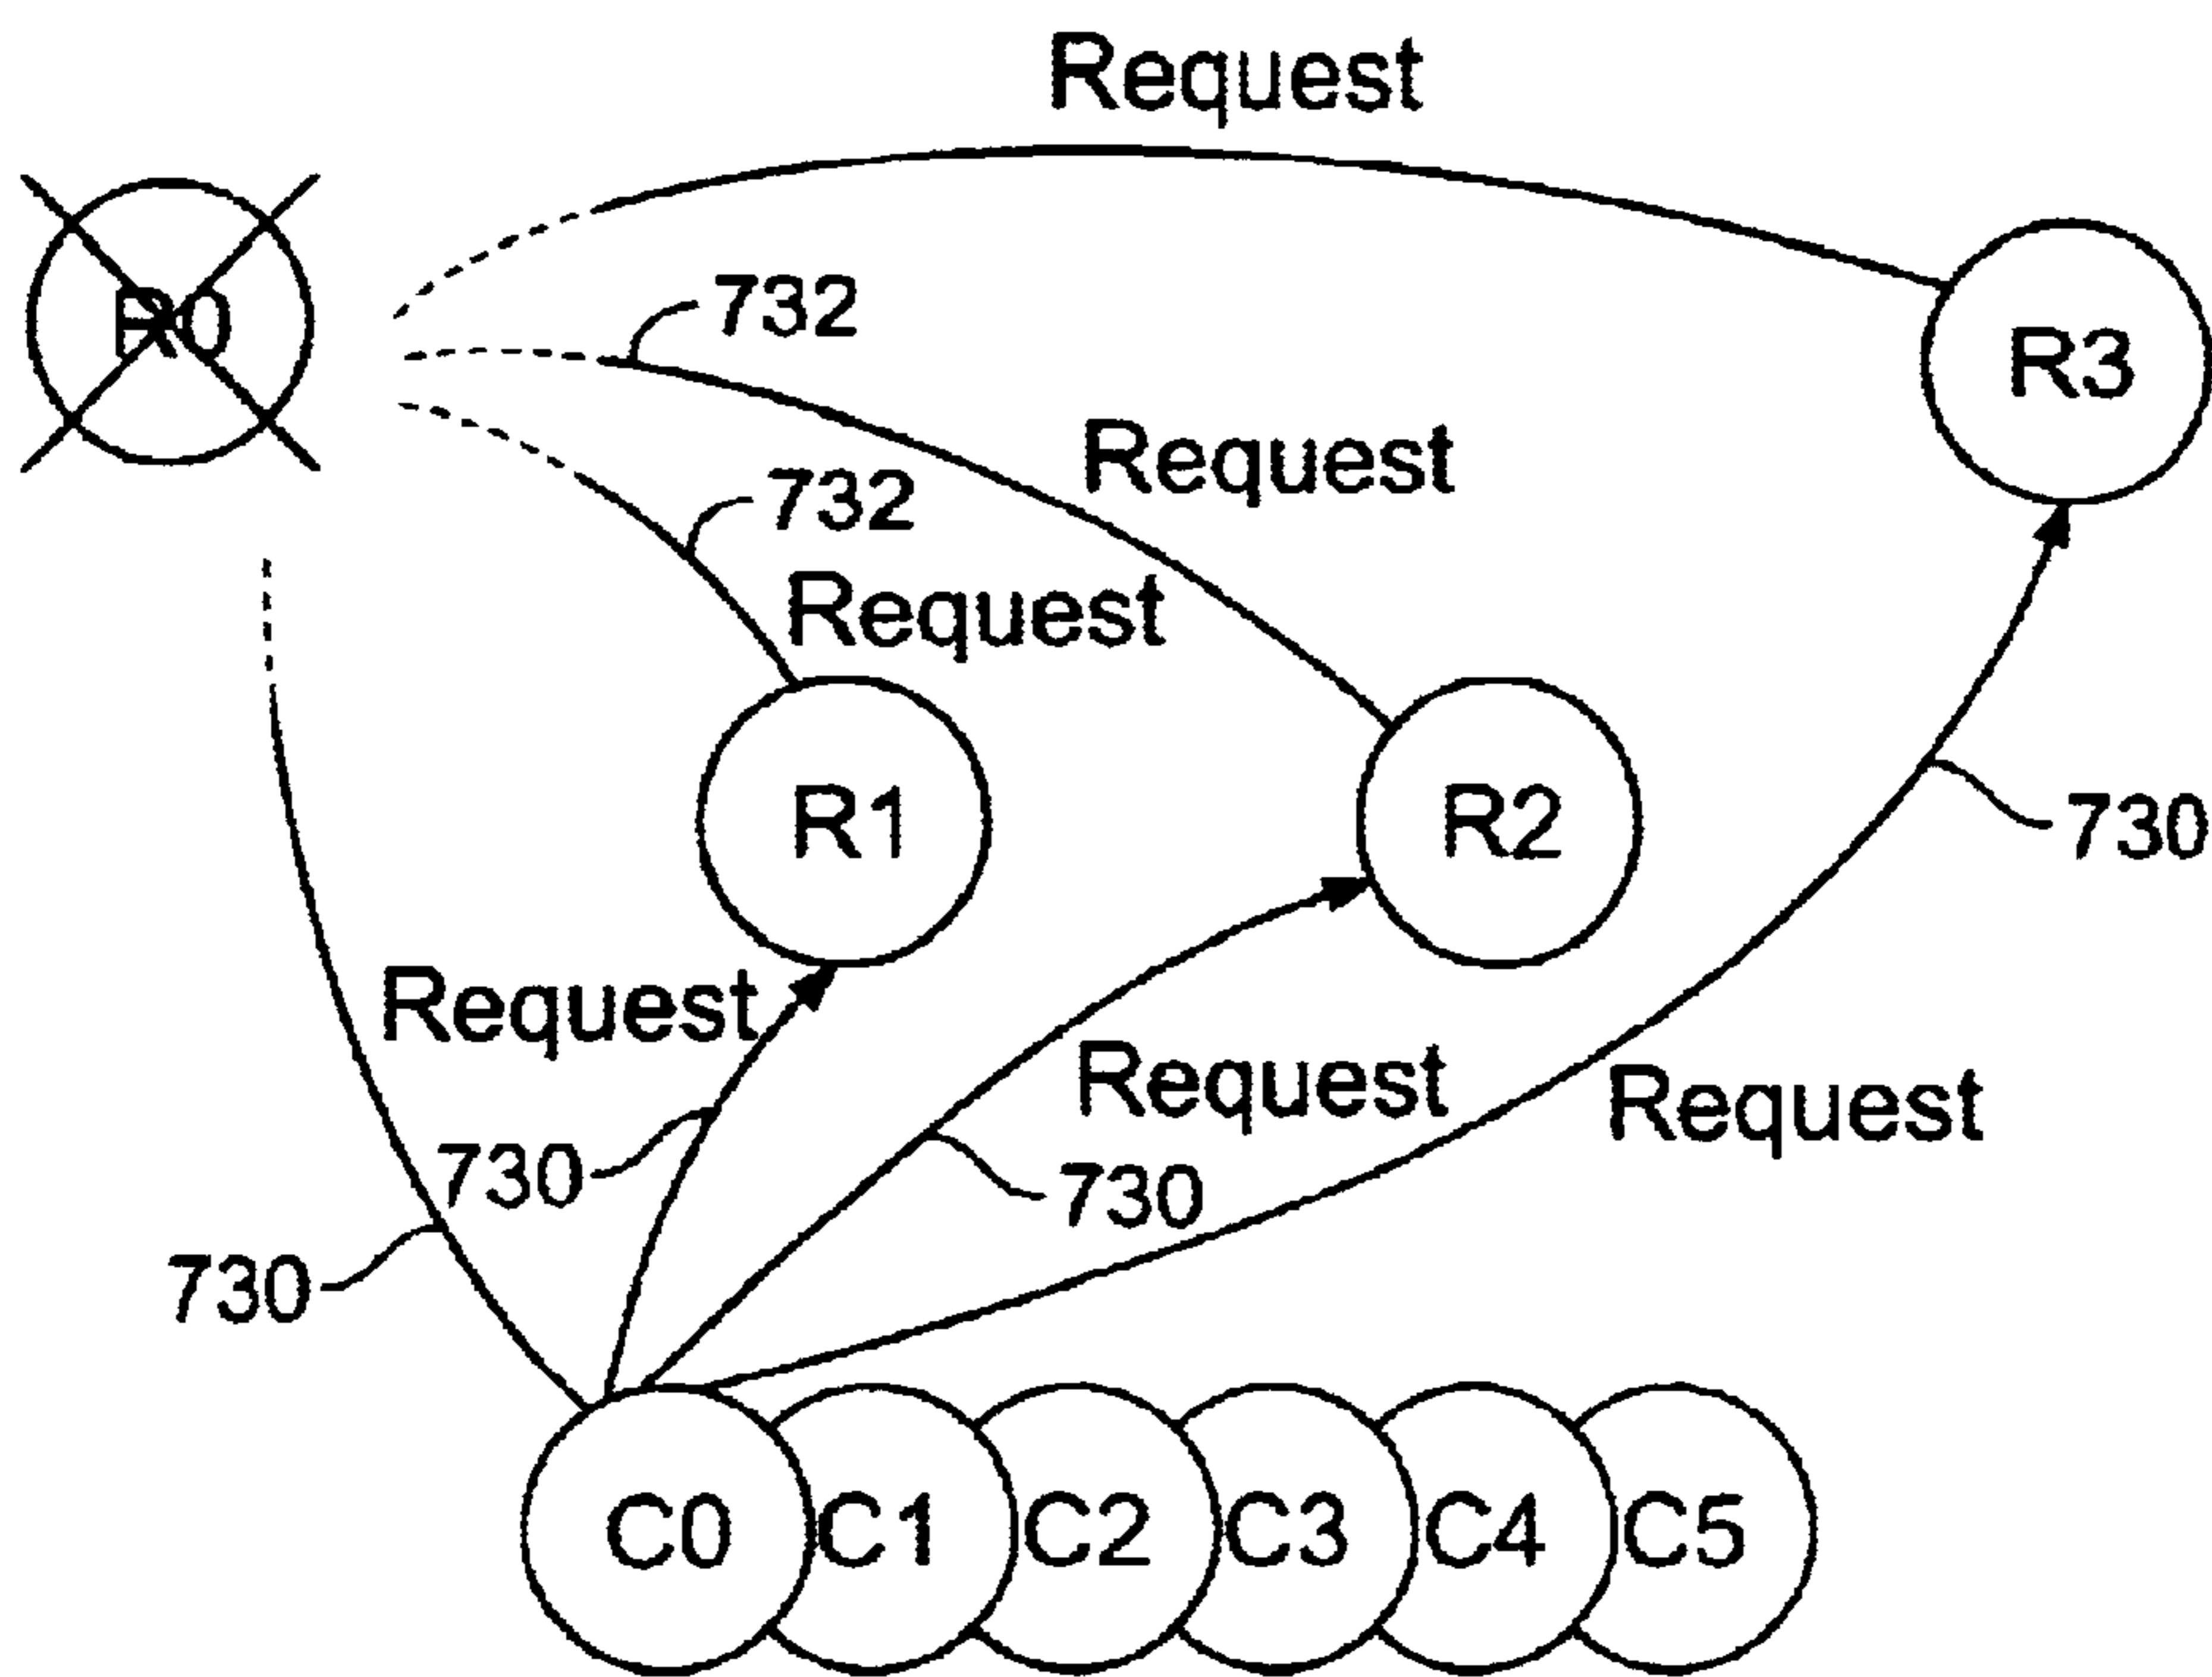 Request
R0
732
R3
Request
732
Request
R1
R2
730
Request
Request
Request
730
730
730
C0
C1
C2
C3
C4
C5